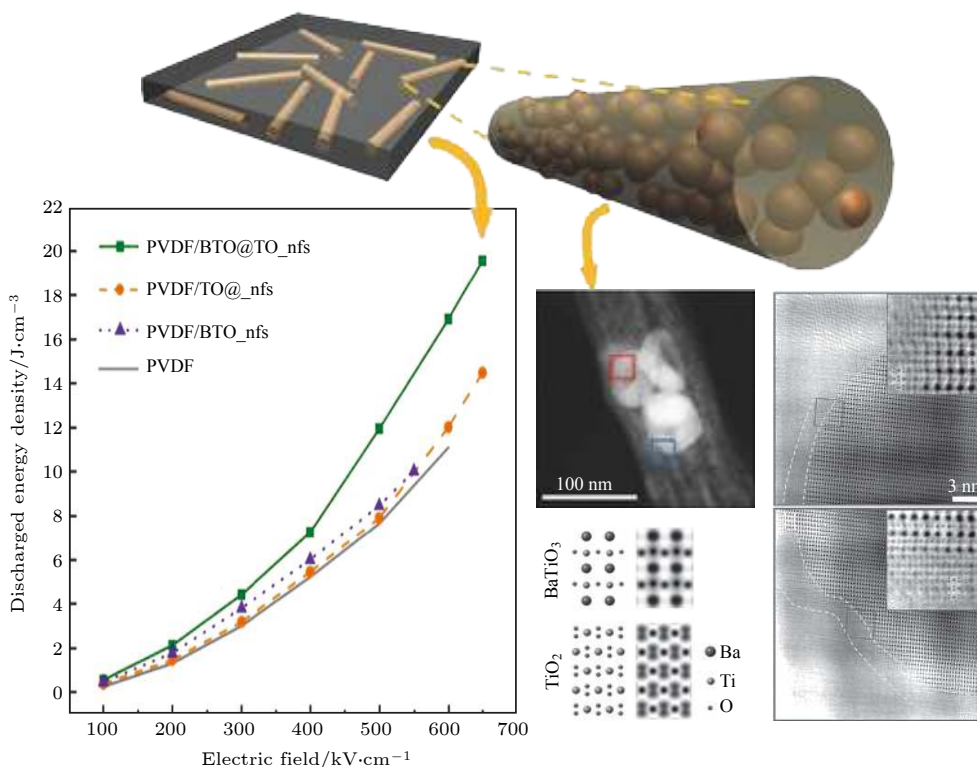 22
20
18
16
14
12
10
8
6
4
2
0
Discharged energy density/J·cm⁻³
PVDF/BTO@TO_nfs
PVDF/TO@_nfs
PVDF/BTO_nfs
PVDF
100 200 300 400 500 600 700
Electric field/kV·cm⁻¹
100 nm
3 nm
BaTiO₃
TiO₂
Ba
Ti
O